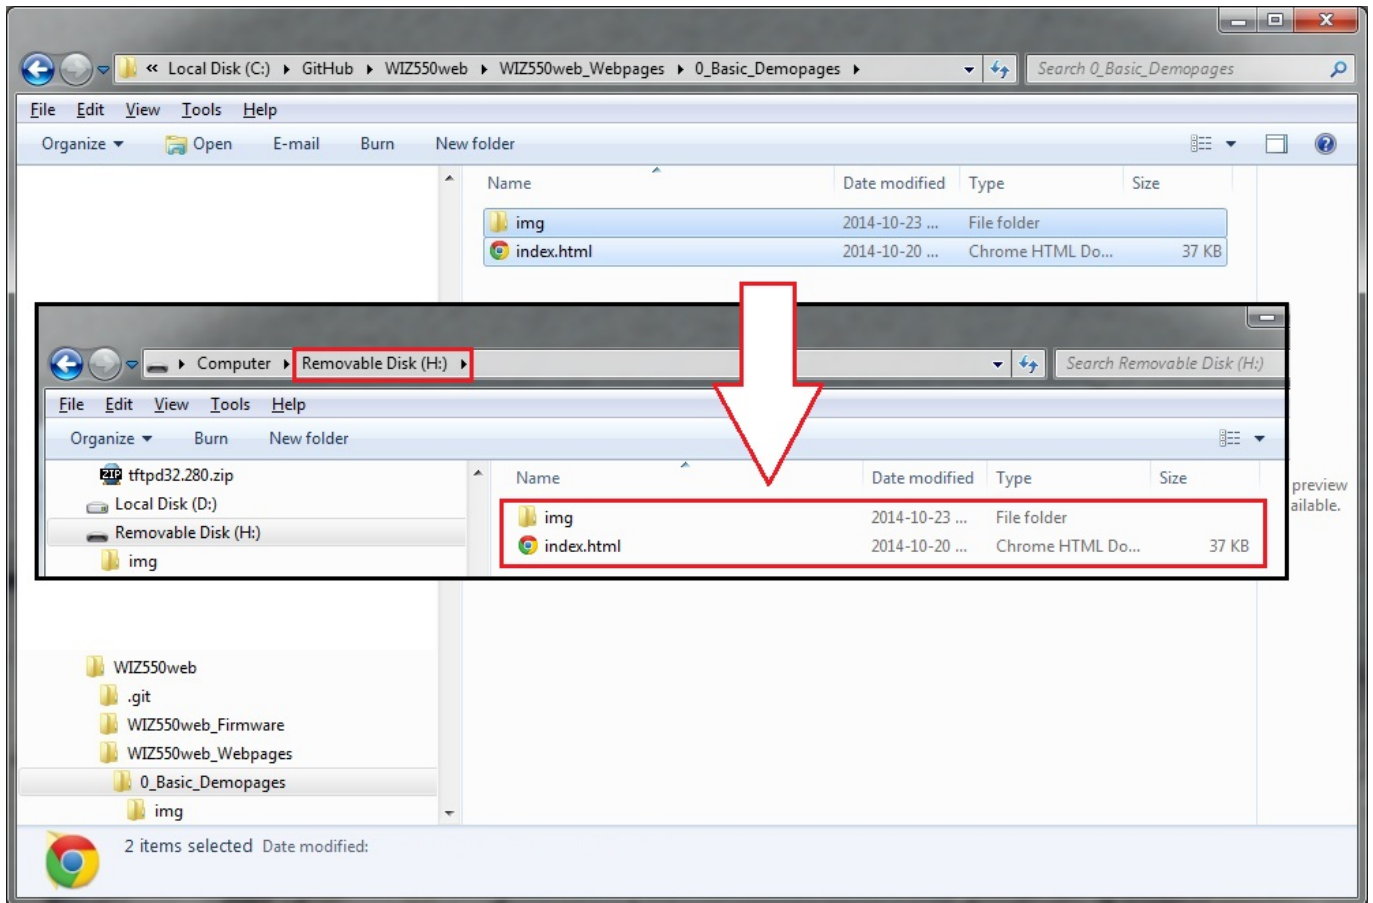 « Local Disk (C:) ▸ GitHub ▸ WIZ550web ▸ WIZ550web_Webpages ▸ 0_Basic_Demopages ▸ Search 0_Basic_Demopages
File Edit View Tools Help
Organize Open E-mail Burn New folder
Name Date modified Type Size
img 2014-10-23 ... File folder
index.html 2014-10-20 ... Chrome HTML Do... 37 KB
▸ Computer ▸ Removable Disk (H:) ▸ Search Removable Disk (H:)
File Edit View Tools Help
Organize Burn New folder
Name Date modified Type Size
ZIP tftpd32.280.zip
Local Disk (D:)
Removable Disk (H:)
img
img 2014-10-23 ... File folder
index.html 2014-10-20 ... Chrome HTML Do... 37 KB
preview
ailable.
WIZ550web
.git
WIZ550web_Firmware
WIZ550web_Webpages
0_Basic_Demopages
img
2 items selected Date modified: